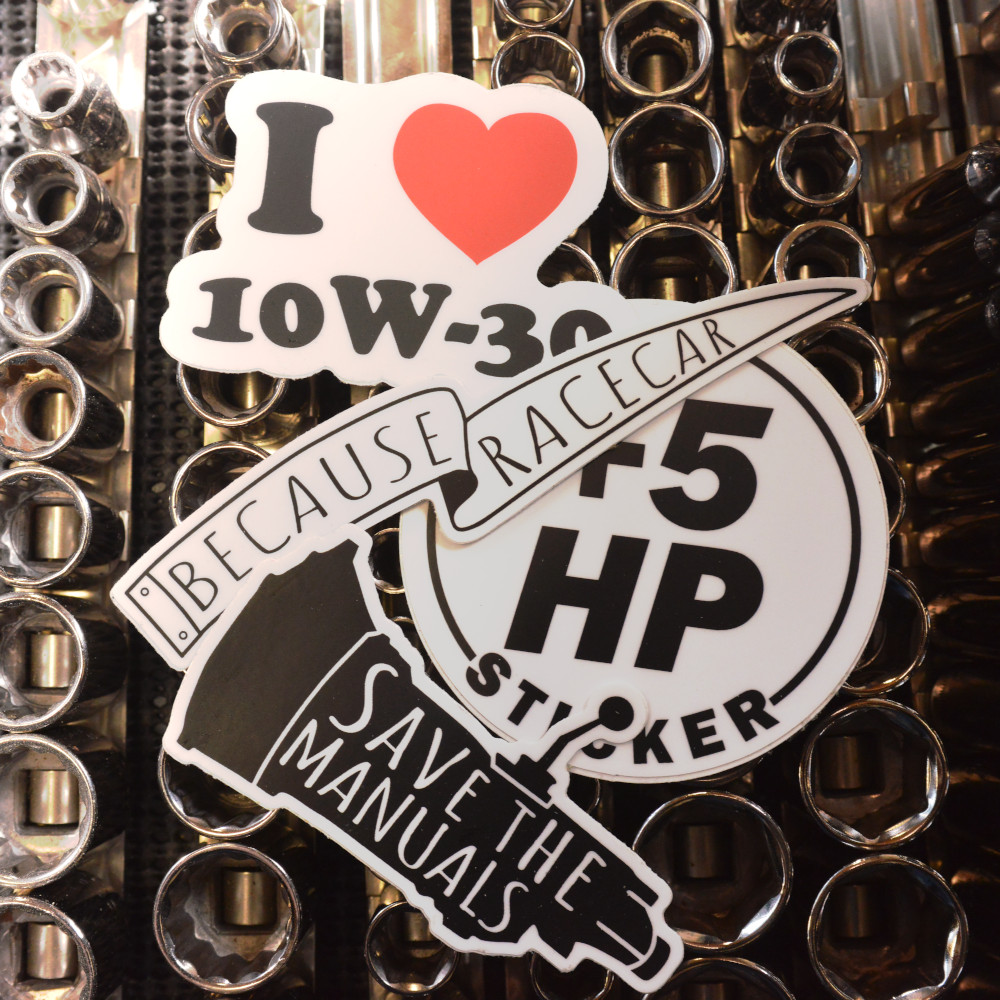 I ❤
10W-30
BECAUSE RACECAR
+5
HP
STICKER
SAVE THE
MANUALS